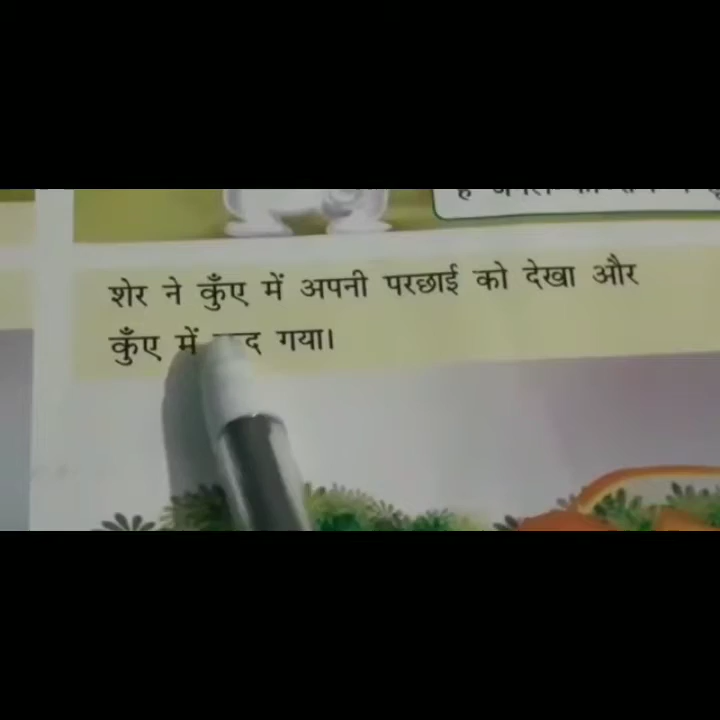 शेर ने कुँए में अपनी परछाई को देखा और
कुँए में गया।